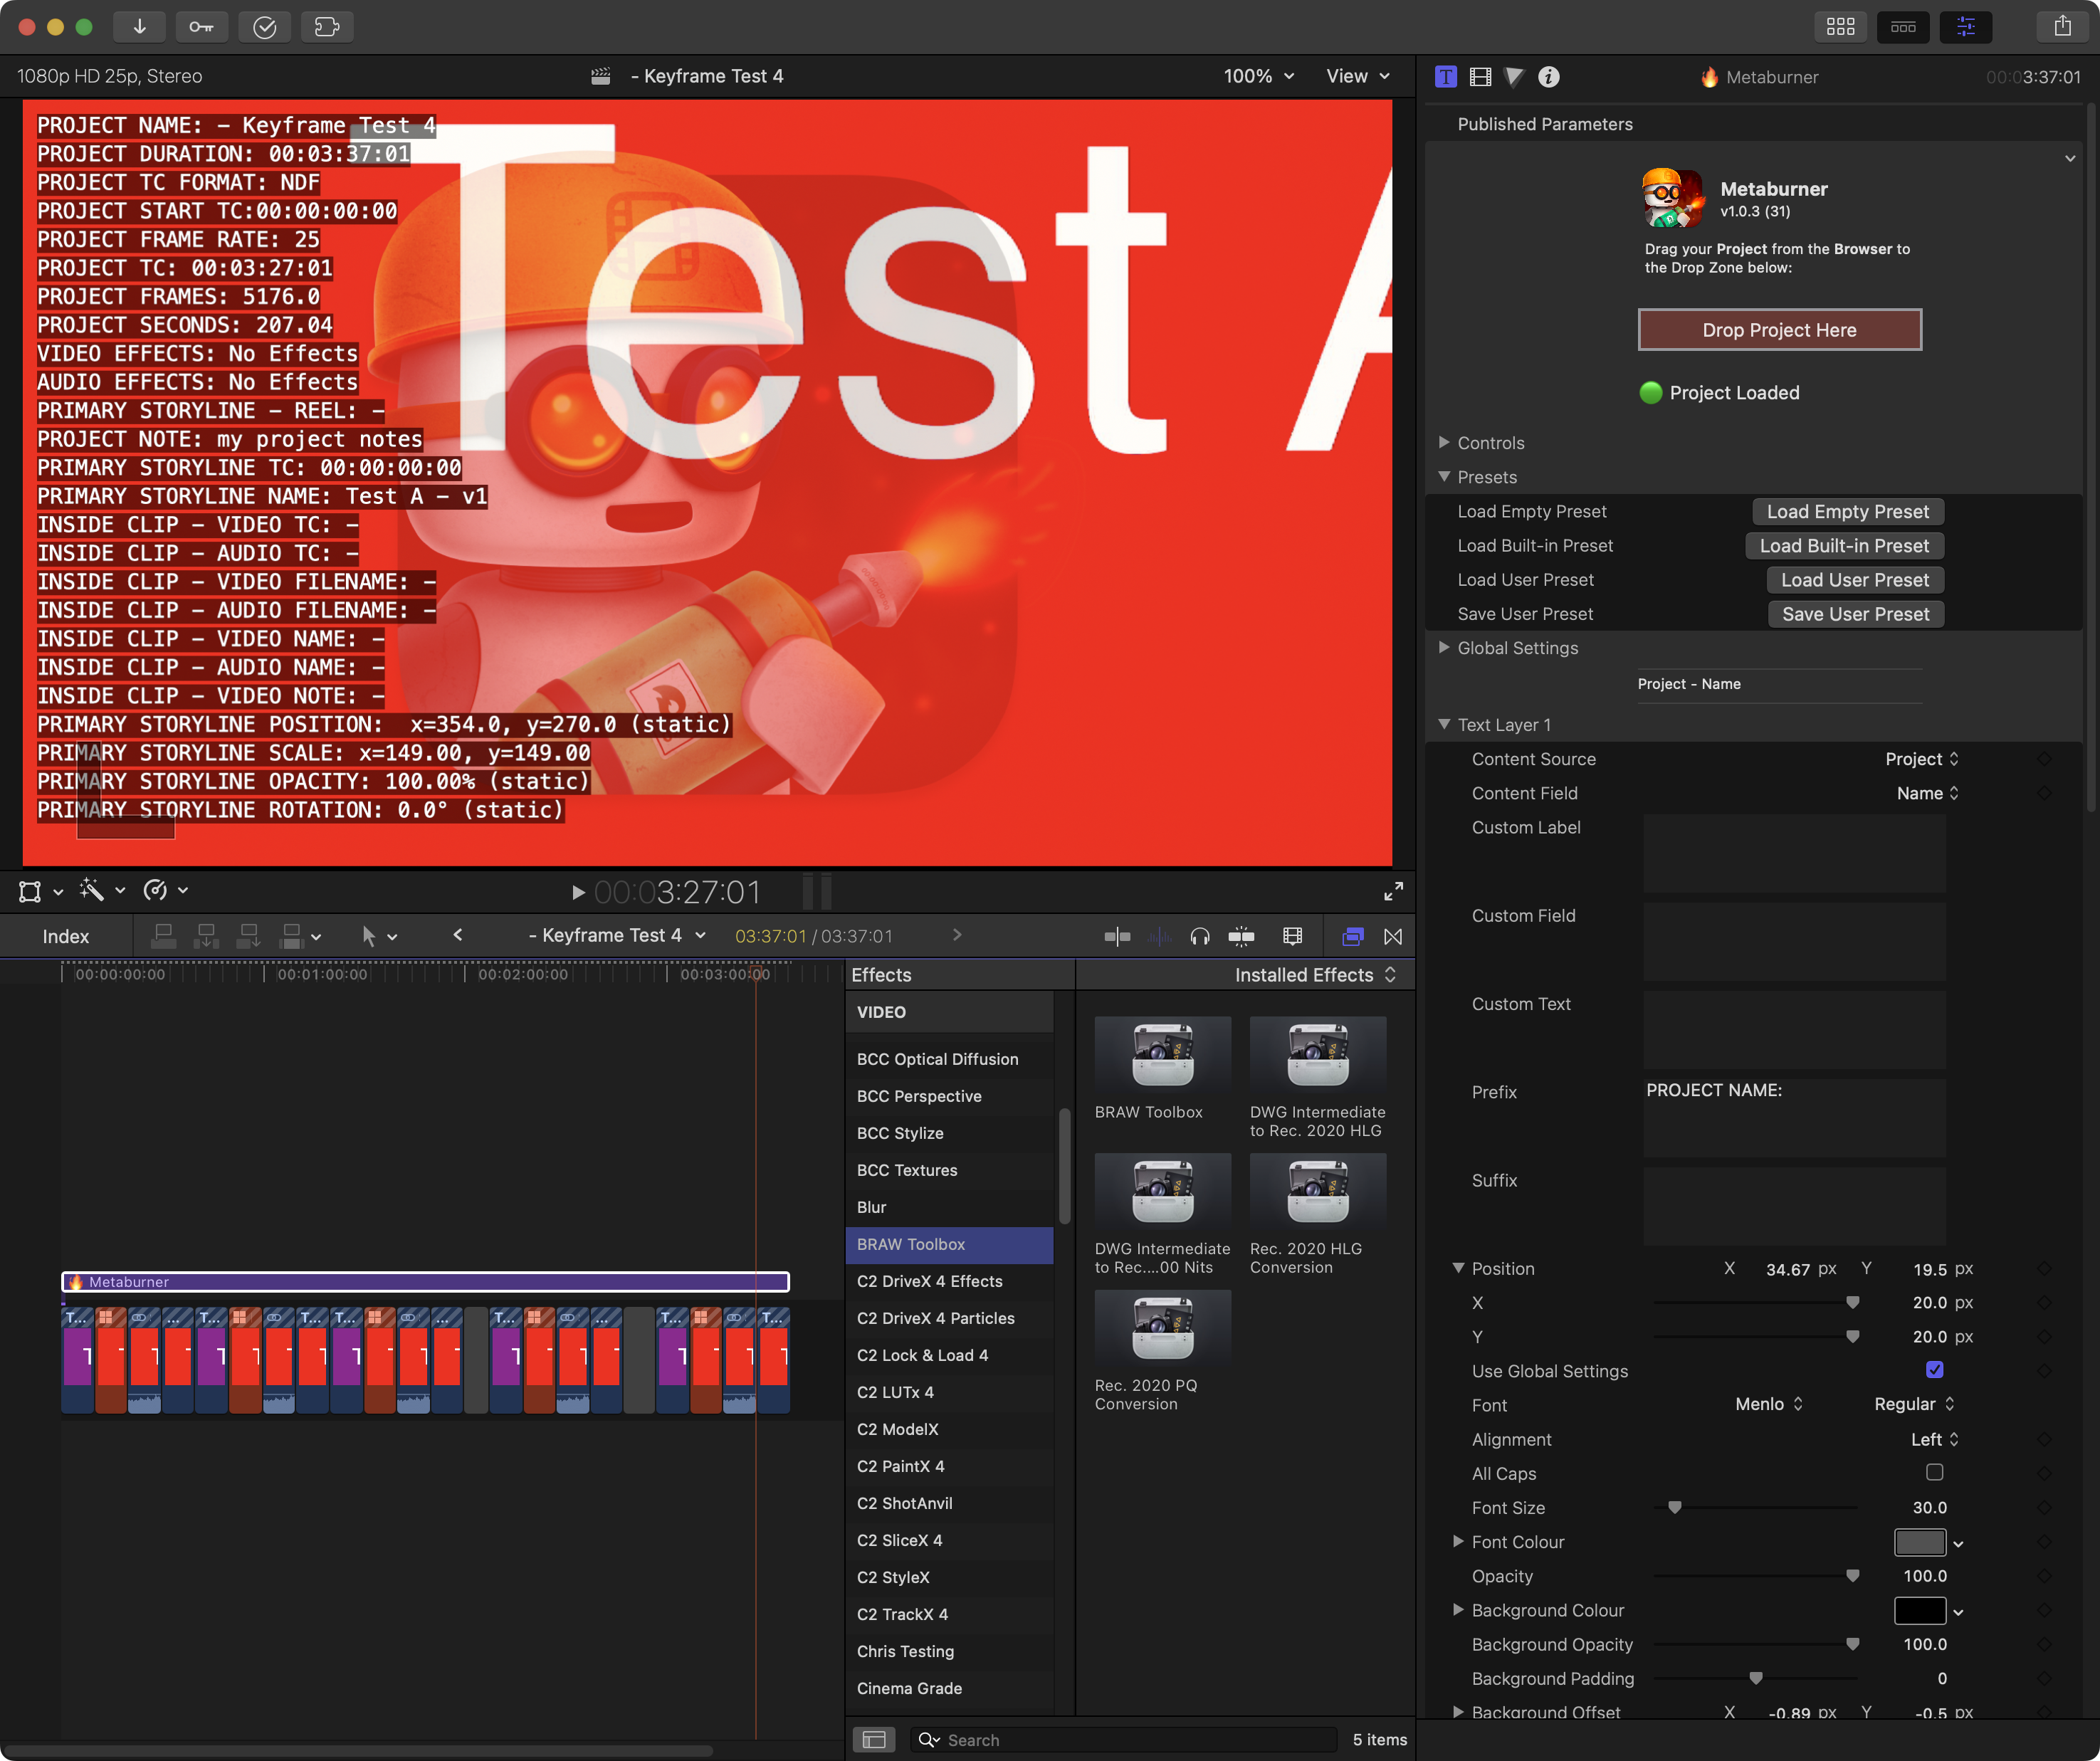 1080p HD 25p, Stereo
- Keyframe Test 4
100%
View
Metaburner
00:03:37:01
PROJECT NAME: – Keyframe Test 4
PROJECT DURATION: 00:03:37:01
PROJECT TC FORMAT: NDF
PROJECT START TC:00:00:00:00
PROJECT FRAME RATE: 25
PROJECT TC: 00:03:27:01
PROJECT FRAMES: 5176.0
PROJECT SECONDS: 207.04
VIDEO EFFECTS: No Effects
AUDIO EFFECTS: No Effects
PRIMARY STORYLINE – REEL: –
PROJECT NOTE: my project notes
PRIMARY STORYLINE TC: 00:00:00:00
PRIMARY STORYLINE NAME: Test A – v1
INSIDE CLIP – VIDEO TC: –
INSIDE CLIP – AUDIO TC: –
INSIDE CLIP – VIDEO FILENAME: –
INSIDE CLIP – AUDIO FILENAME: –
INSIDE CLIP – VIDEO NAME: –
INSIDE CLIP – AUDIO NAME: –
INSIDE CLIP – VIDEO NOTE: –
PRIMARY STORYLINE POSITION:  x=354.0, y=270.0 (static)
PRIMARY STORYLINE SCALE: x=149.00, y=149.00
PRIMARY STORYLINE OPACITY: 100.00% (static)
PRIMARY STORYLINE ROTATION: 0.0° (static)
Test A
00:03:27:01
Index
- Keyframe Test 4
03:37:01 / 03:37:01
00:00:00:00
00:01:00:00
00:02:00:00
00:03:00:00
Metaburner
T...
...
T...
T...
T...
...
T...
...
T...
T...
Effects
Installed Effects
VIDEO
BCC Optical Diffusion
BCC Perspective
BCC Stylize
BCC Textures
Blur
BRAW Toolbox
C2 DriveX 4 Effects
C2 DriveX 4 Particles
C2 Lock & Load 4
C2 LUTx 4
C2 ModelX
C2 PaintX 4
C2 ShotAnvil
C2 SliceX 4
C2 StyleX
C2 TrackX 4
Chris Testing
Cinema Grade
BRAW Toolbox
DWG Intermediate
to Rec. 2020 HLG
DWG Intermediate
to Rec....00 Nits
Rec. 2020 HLG
Conversion
Rec. 2020 PQ
Conversion
Search
5 items
Published Parameters
Metaburner
v1.0.3 (31)
Drag your Project from the Browser to
the Drop Zone below:
Drop Project Here
Project Loaded
Controls
Presets
Load Empty Preset
Load Empty Preset
Load Built-in Preset
Load Built-in Preset
Load User Preset
Load User Preset
Save User Preset
Save User Preset
Global Settings
Project - Name
Text Layer 1
Content Source
Project
Content Field
Name
Custom Label
Custom Field
Custom Text
Prefix
PROJECT NAME:
Suffix
Position
X 34.67 px Y 19.5 px
X
20.0 px
Y
20.0 px
Use Global Settings
Font
Menlo
Regular
Alignment
Left
All Caps
Font Size
30.0
Font Colour
Opacity
100.0
Background Colour
Background Opacity
100.0
Background Padding
0
Background Offset
X -0.89 px Y -0.5 px